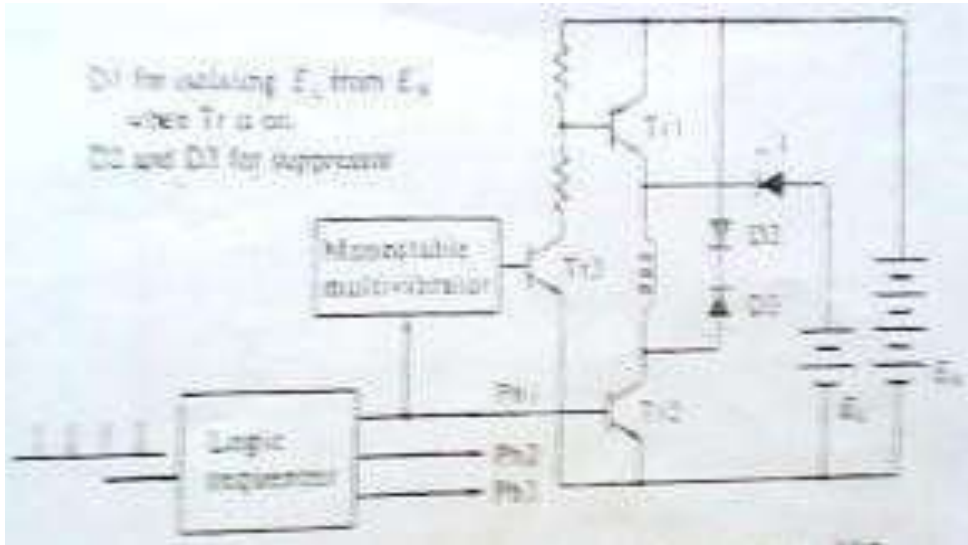 D1 for isolating E_L from E_H
when Tr is on.
D2 and D3 for suppressor
Tr1
D2
Monostable
multivibrator
Tr3
D3
Ph1
Tr2
E_L
E_H
Logic
sequencer
Ph2
Ph3